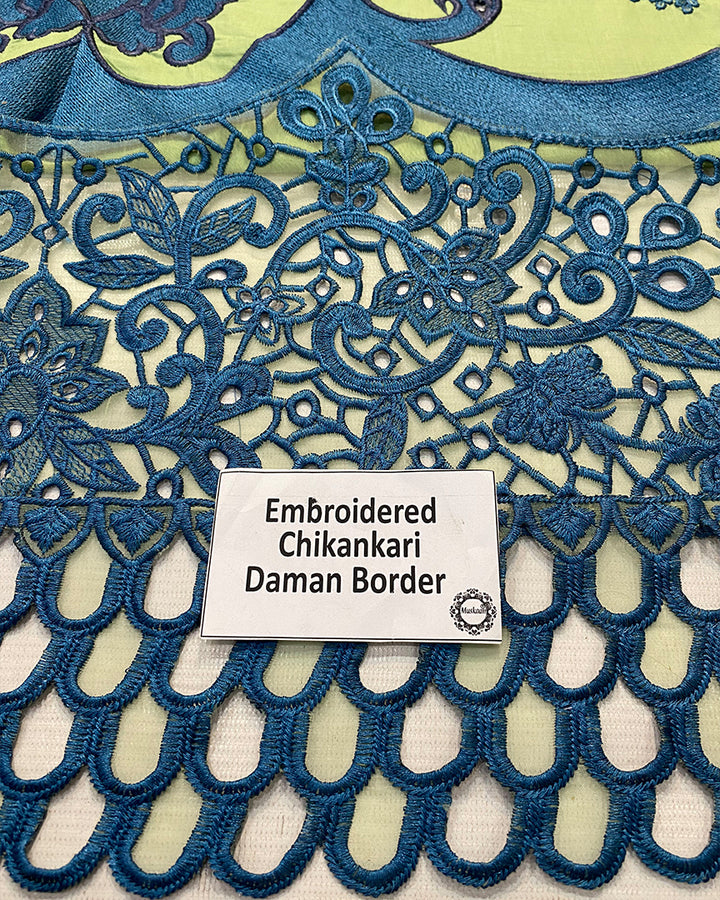 Embroidered
Chikankari
Daman Border